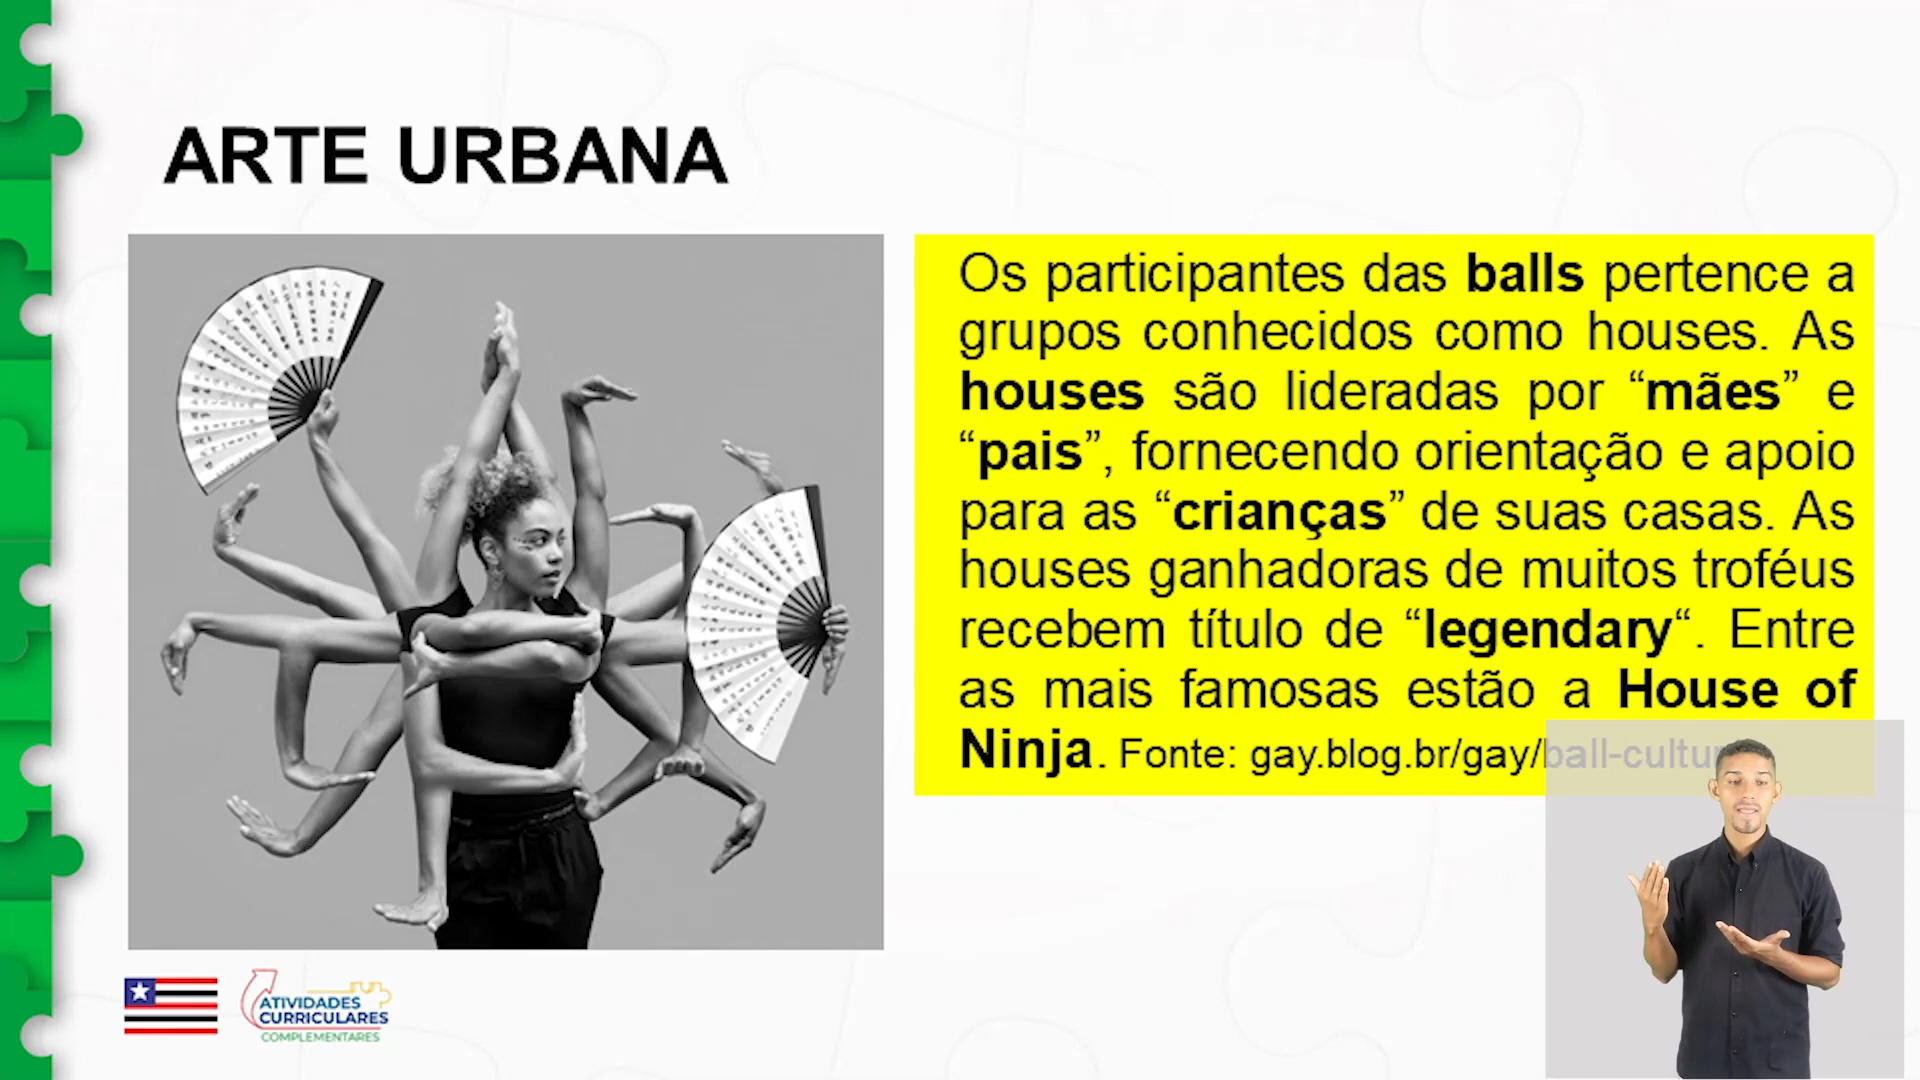 ARTE URBANA
Os participantes das balls pertence a
grupos conhecidos como houses. As
houses são lideradas por “mães” e
“pais”, fornecendo orientação e apoio
para as “crianças” de suas casas. As
houses ganhadoras de muitos troféus
recebem título de “legendary“. Entre
as mais famosas estão a House of
Ninja. Fonte: gay.blog.br/gay/ball-cultu
ATIVIDADES
CURRICULARES
COMPLEMENTARES